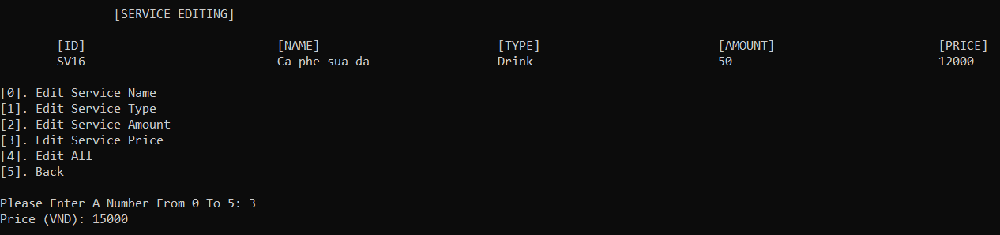 [SERVICE EDITING]
[ID] [NAME] [TYPE] [AMOUNT] [PRICE]
SV16 Ca phe sua da Drink 50 12000
[0]. Edit Service Name
[1]. Edit Service Type
[2]. Edit Service Amount
[3]. Edit Service Price
[4]. Edit All
[5]. Back
--------------------------------
Please Enter A Number From 0 To 5: 3
Price (VND): 15000